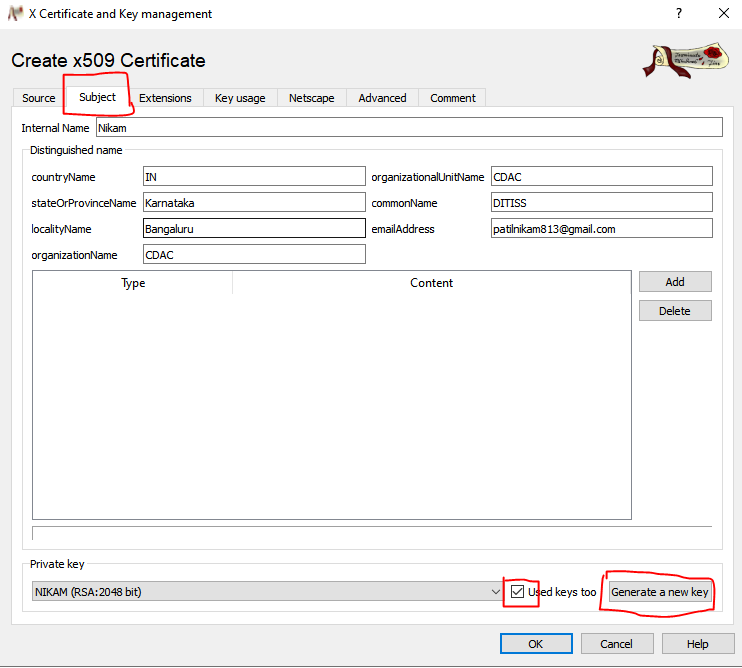 X Certificate and Key management
?
Create x509 Certificate
Source Subject Extensions Key usage Netscape Advanced Comment
Internal Name Nikam
Distinguished name
countryName IN organizationalUnitName CDAC
stateOrProvinceName Karnataka commonName DITISS
localityName Bangaluru emailAddress patilnikam813@gmail.com
organizationName CDAC
Type Content Add
Delete
Private key
NIKAM (RSA:2048 bit) Used keys too Generate a new key
OK Cancel Help